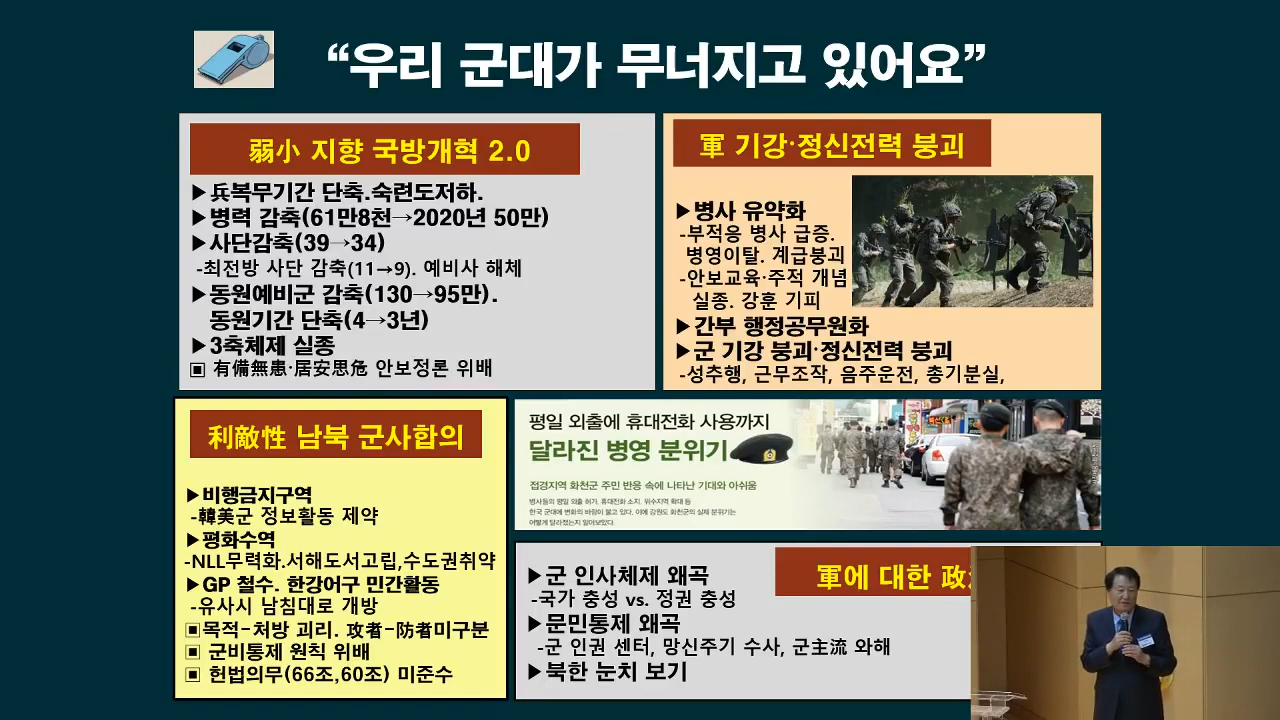 “우리 군대가 무너지고 있어요”
弱小 지향 국방개혁 2.0
▶兵복무기간 단축.숙련도저하.
▶병력 감축(61만8천→2020년 50만)
▶사단감축(39→34)
-최전방 사단 감축(11→9). 예비사 해체
▶동원예비군 감축(130→95만).
동원기간 단축(4→3년)
▶3축체제 실종
▣ 有備無患·居安思危 안보정론 위배
軍 기강·정신전력 붕괴
▶병사 유약화
-부적응 병사 급증.
병영이탈. 계급붕괴
-안보교육·주적 개념
실종. 강훈 기피
▶간부 행정공무원화
▶군 기강 붕괴·정신전력 붕괴
-성추행, 근무조작, 음주운전, 총기분실,
利敵性 남북 군사합의
▶비행금지구역
-韓美군 정보활동 제약
▶평화수역
-NLL무력화.서해도서고립,수도권취약
▶GP 철수. 한강어구 민간활동
-유사시 남침대로 개방
▣목적-처방 괴리. 攻者-防者미구분
▣ 군비통제 원칙 위배
▣ 헌법의무(66조,60조) 미준수
평일 외출에 휴대전화 사용까지
달라진 병영 분위기
접경지역 화천군 주민 반응 속에 나타난 기대와 아쉬움
병사들의 평일 외출 허가, 휴대전화 소지, 위수지역 확대 등
한국 군대에 변화의 바람이 불고 있다. 이에 강원도 화천군의 실제 분위기는
어떻게 달라졌는지 알아보았다.
軍에 대한 政
▶군 인사체제 왜곡
-국가 충성 vs. 정권 충성
▶문민통제 왜곡
-군 인권 센터, 망신주기 수사, 군主流 와해
▶북한 눈치 보기